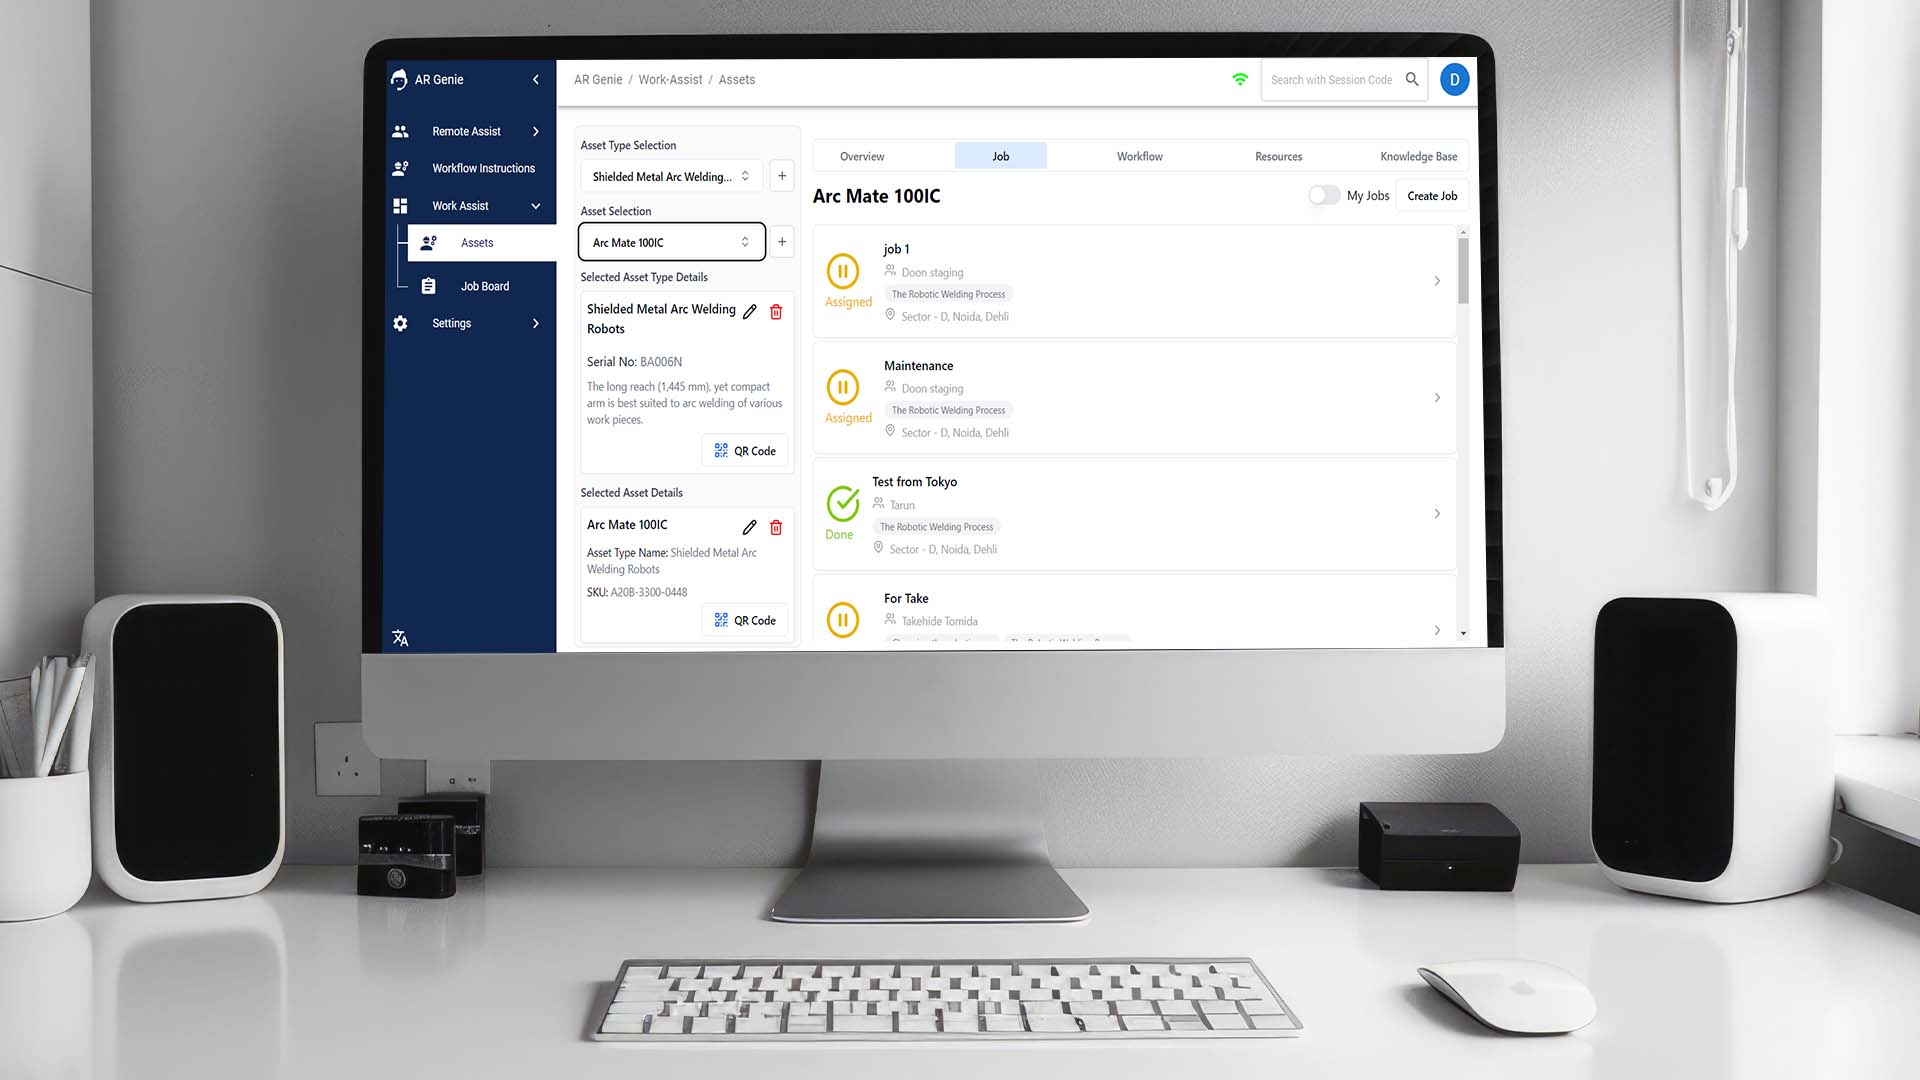 AR Genie
Remote Assist
Workflow Instructions
Work Assist
Assets
Job Board
Settings
AR Genie / Work-Assist / Assets
Search with Session Code
D
Asset Type Selection
Shielded Metal Arc Welding...
+
Asset Selection
Arc Mate 100IC
+
Selected Asset Type Details
Shielded Metal Arc Welding
Robots
Serial No: BA006N
The long reach (1,445 mm), yet compact
arm is best suited to arc welding of various
work pieces.
QR Code
Selected Asset Details
Arc Mate 100IC
Asset Type Name: Shielded Metal Arc
Welding Robots
SKU: A20B-3300-0448
QR Code
Overview
Job
Workflow
Resources
Knowledge Base
Arc Mate 100IC
My Jobs
Create Job
job 1
Doon staging
The Robotic Welding Process
Assigned
Sector - D, Noida, Dehli
Maintenance
Doon staging
The Robotic Welding Process
Assigned
Sector - D, Noida, Dehli
Test from Tokyo
Tarun
The Robotic Welding Process
Done
Sector - D, Noida, Dehli
For Take
Takehide Tomida